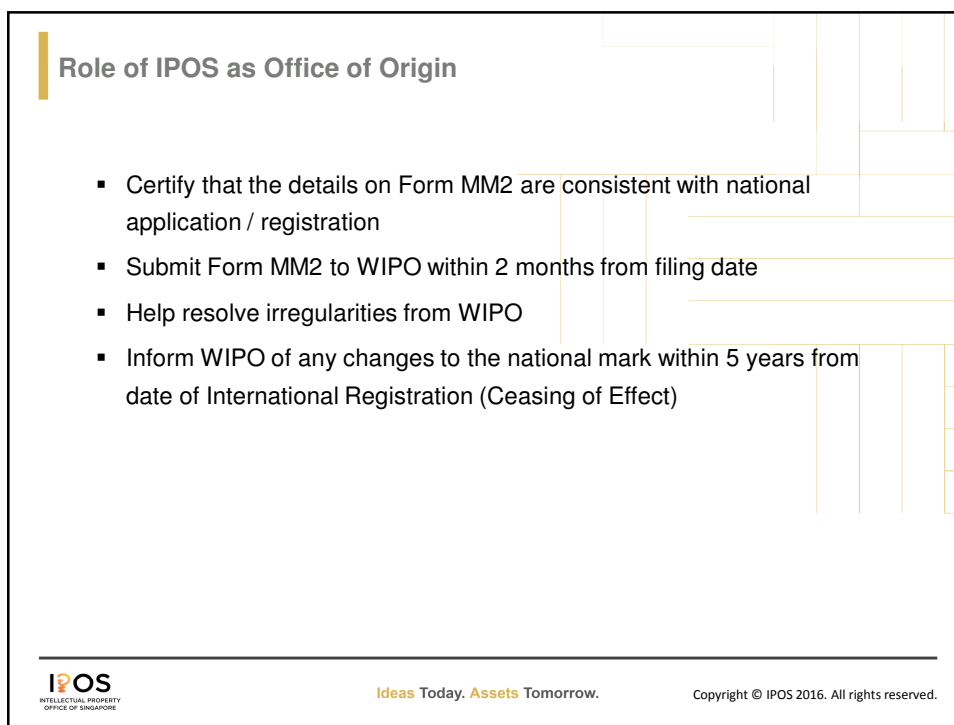 Role of IPOS as Office of Origin
▪ Certify that the details on Form MM2 are consistent with national
application / registration
▪ Submit Form MM2 to WIPO within 2 months from filing date
▪ Help resolve irregularities from WIPO
▪ Inform WIPO of any changes to the national mark within 5 years from
date of International Registration (Ceasing of Effect)
IPOS
INTELLECTUAL PROPERTY
OFFICE OF SINGAPORE
Ideas Today. Assets Tomorrow.
Copyright © IPOS 2016. All rights reserved.